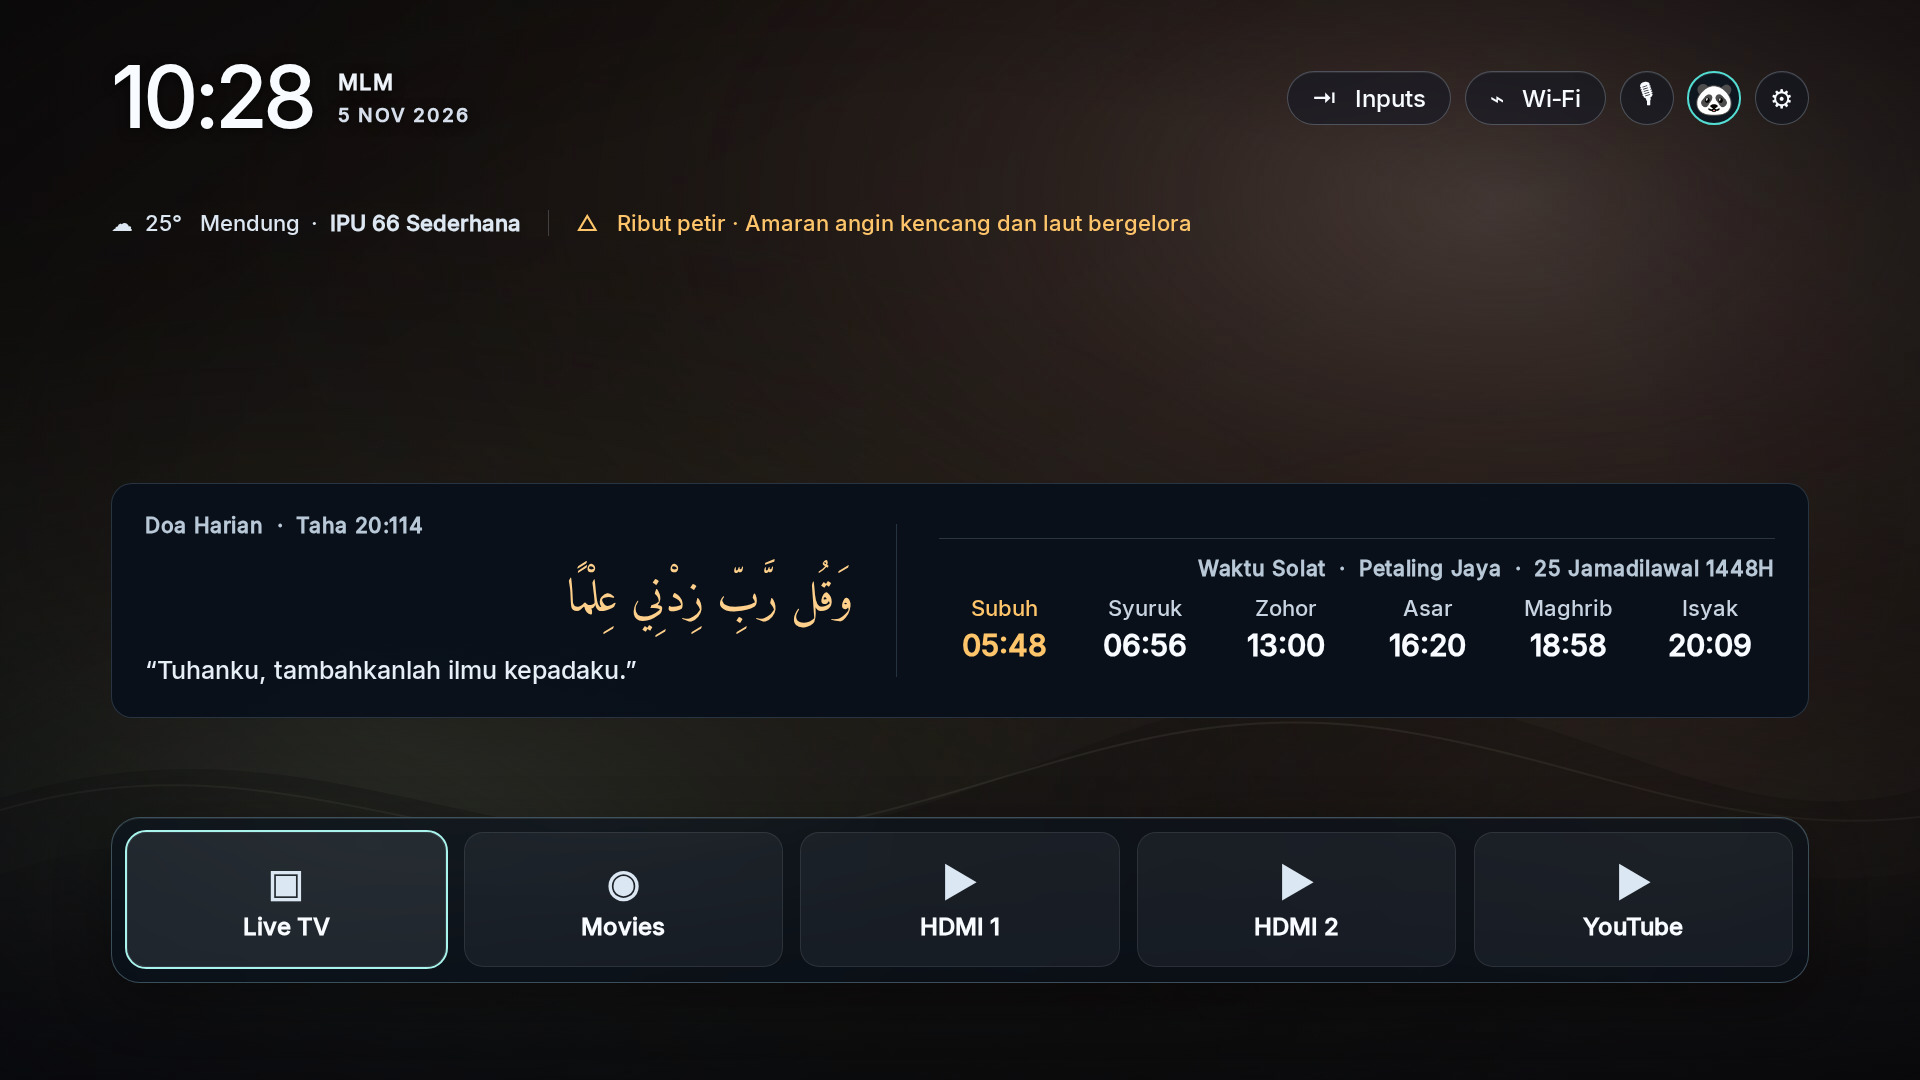 10:28
MLM
5 NOV 2026
Inputs
Wi-Fi
25° Mendung · IPU 66 Sederhana
Ribut petir · Amaran angin kencang dan laut bergelora
Doa Harian · Taha 20:114
وَقُل رَّبِّ زِدْنِي عِلْمًا
“Tuhanku, tambahkanlah ilmu kepadaku.”
Waktu Solat · Petaling Jaya · 25 Jamadilawal 1448H
Subuh Syuruk Zohor Asar Maghrib Isyak
05:48 06:56 13:00 16:20 18:58 20:09
Live TV
Movies
HDMI 1
HDMI 2
YouTube